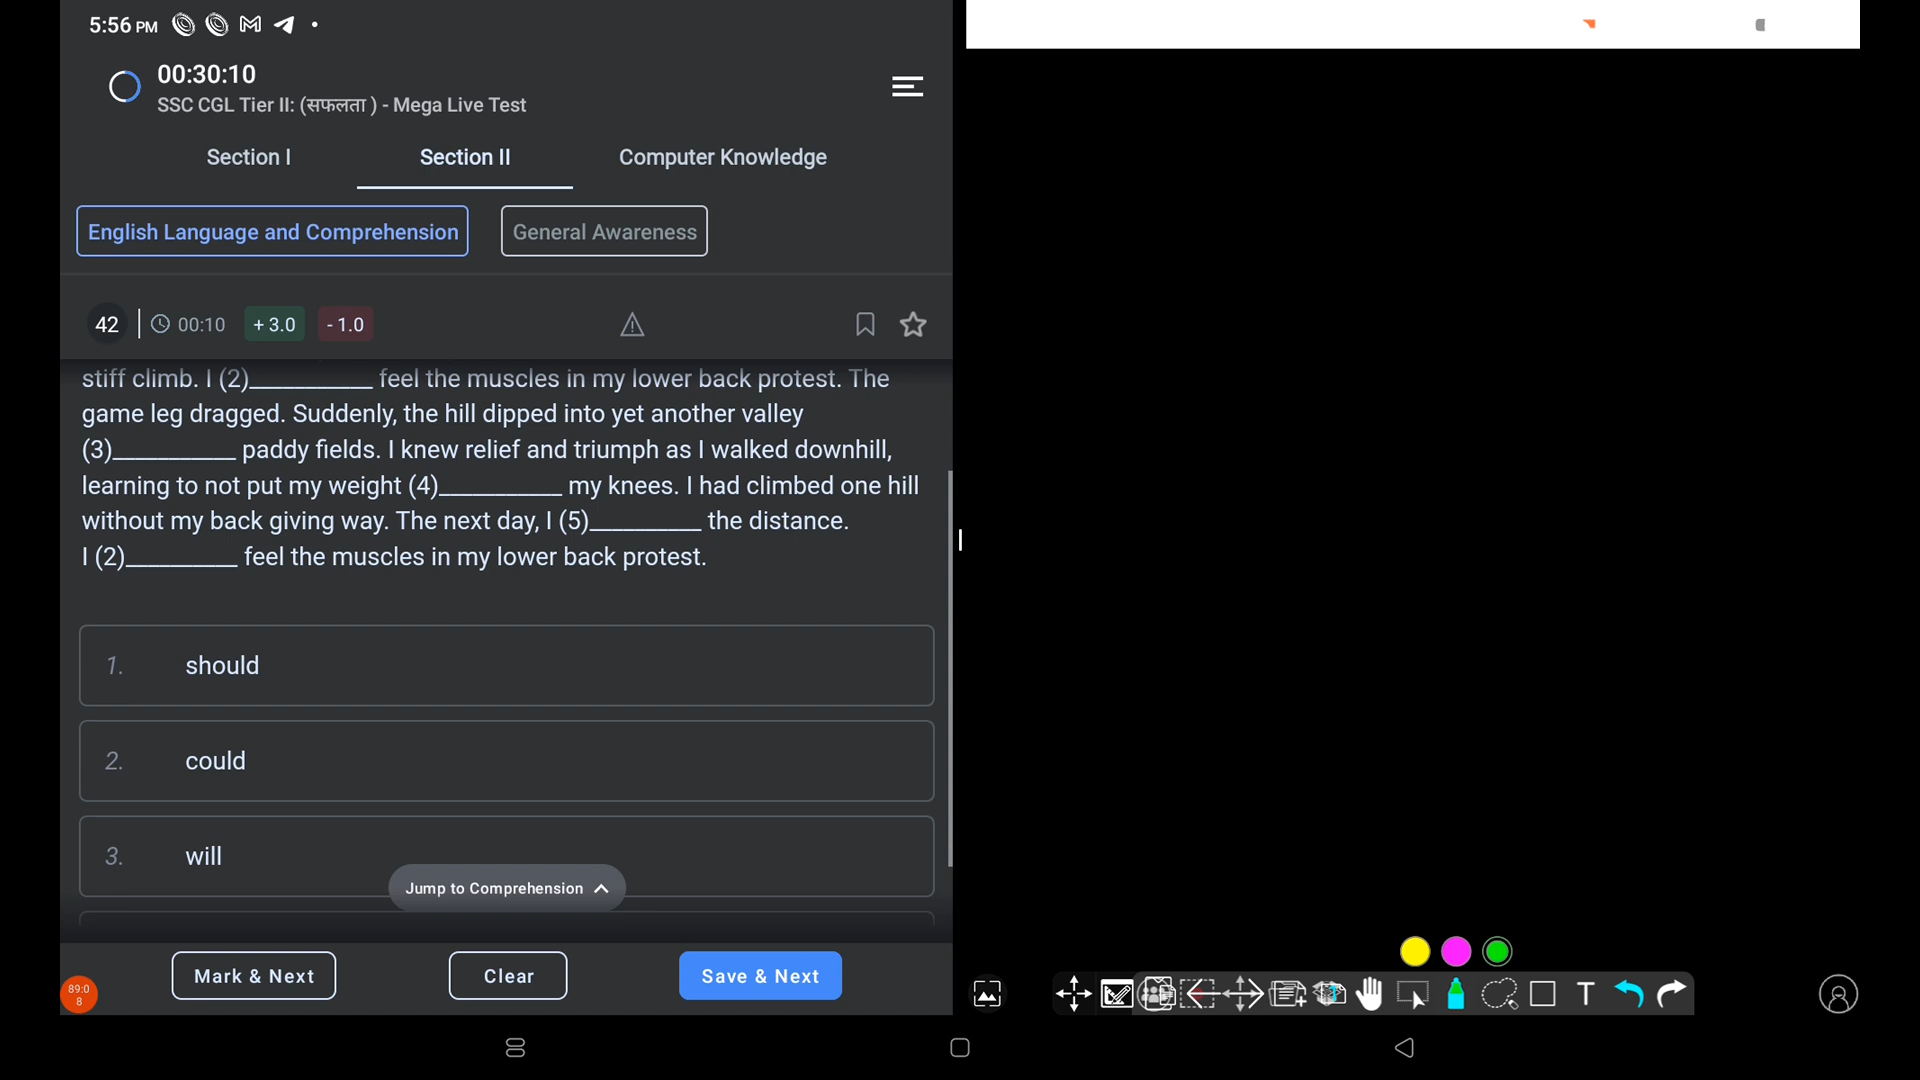 5:56 PM
00:30:10
SSC CGL Tier II: (सफलता ) - Mega Live Test
Section I
Section II
Computer Knowledge
English Language and Comprehension
General Awareness
42
00:10
+ 3.0
- 1.0
stiff climb. I (2)__________ feel the muscles in my lower back protest. The
game leg dragged. Suddenly, the hill dipped into yet another valley
(3)__________ paddy fields. I knew relief and triumph as I walked downhill,
learning to not put my weight (4)__________ my knees. I had climbed one hill
without my back giving way. The next day, I (5)_________ the distance.
I (2)_________ feel the muscles in my lower back protest.
1. should
2. could
3. will
Jump to Comprehension
Mark & Next
Clear
Save & Next
89:0
8
T